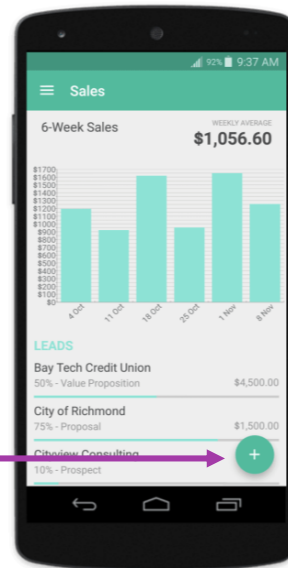 92% 9:37 AM
Sales
6-Week Sales
WEEKLY AVERAGE
$1,056.60
$1700
$1600
$1500
$1400
$1300
$1200
$1100
$1000
$900
$800
$700
$600
$500
$400
$300
$200
$100
$0
4 Oct
11 Oct
18 Oct
25 Oct
1 Nov
8 Nov
LEADS
Bay Tech Credit Union
50% - Value Proposition $4,500.00
City of Richmond
75% - Proposal $1,500.00
Cityview Consulting
10% - Prospect
+